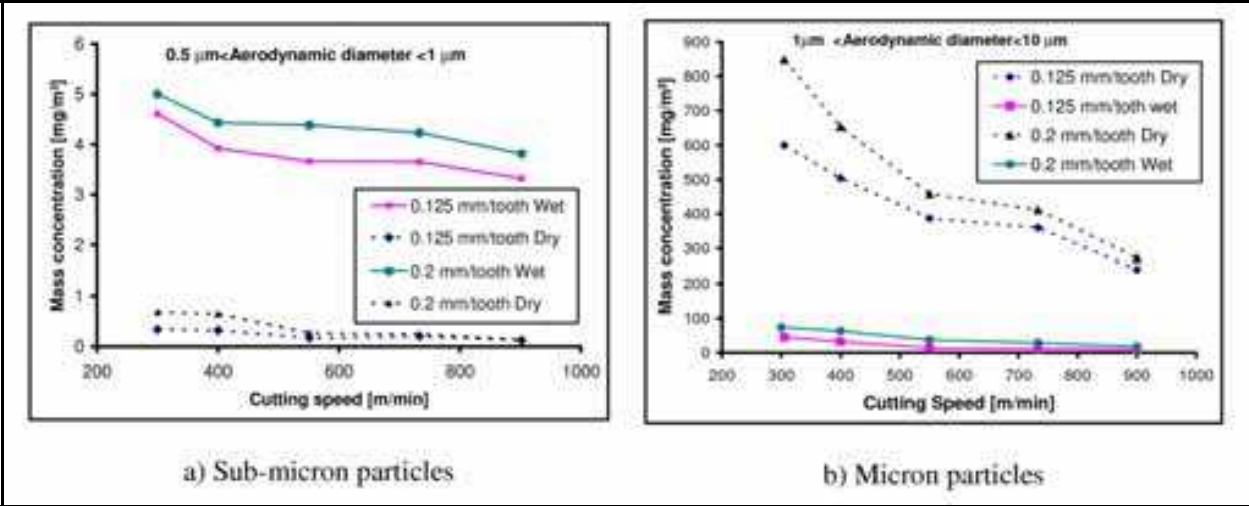 0.5 µm<Aerodynamic diameter <1 µm
Mass concentration [mg/m³]
6
5
4
3
2
1
0
200 400 600 800 1000
Cutting speed [m/min]
0.125 mm/tooth Wet
0.125 mm/tooth Dry
0.2 mm/tooth Wet
0.2 mm/tooth Dry
a) Sub-micron particles
1µm <Aerodynamic diameter<10 µm
Mass concentration [mg/m³]
900
800
700
600
500
400
300
200
100
0
200 300 400 500 600 700 800 900 1000
Cutting Speed [m/min]
0.125 mm/tooth Dry
0.125 mm/toth wet
0.2 mm/tooth Dry
0.2 mm/tooth Wet
b) Micron particles